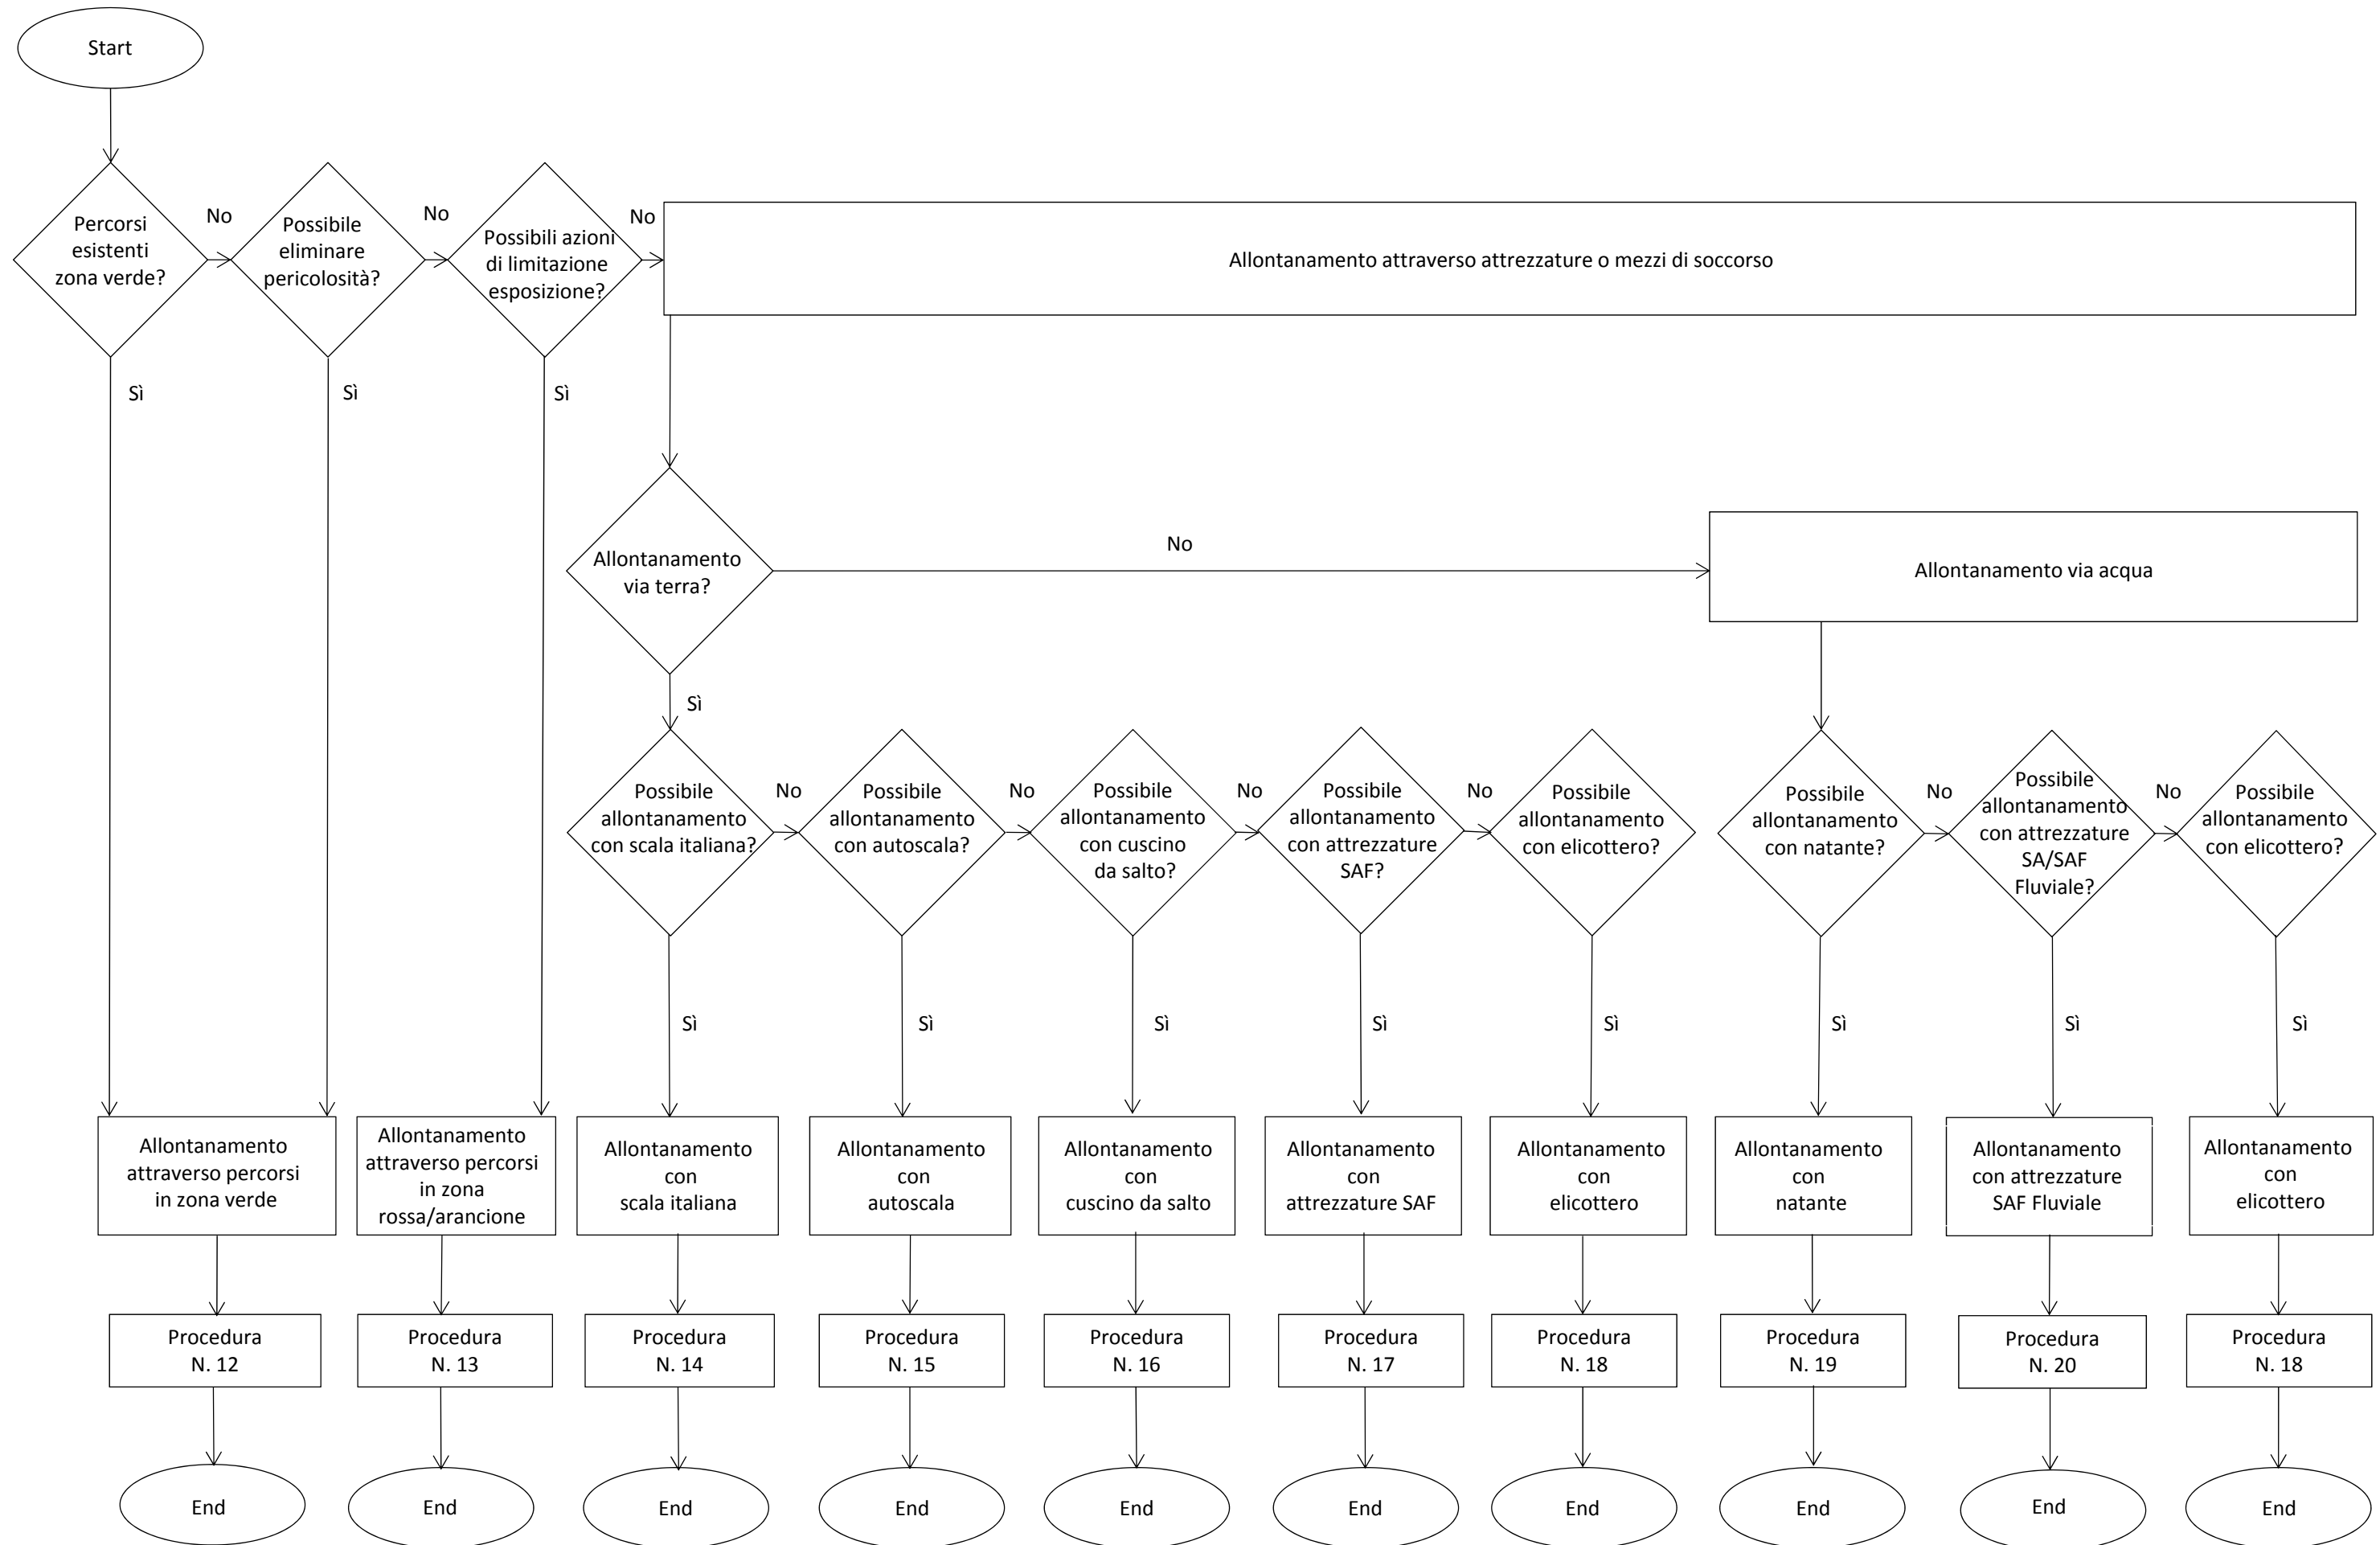 Start
Percorsi
esistenti
zona verde?
No
Possibile
eliminare
pericolosità?
No
Possibili azioni
di limitazione
esposizione?
No
Allontanamento attraverso attrezzature o mezzi di soccorso
Sì
Sì
Sì
Allontanamento
via terra?
No
Allontanamento via acqua
Sì
Possibile
allontanamento
con scala italiana?
No
Possibile
allontanamento
con autoscala?
No
Possibile
allontanamento
con cuscino
da salto?
No
Possibile
allontanamento
con attrezzature
SAF?
No
Possibile
allontanamento
con elicottero?
Possibile
allontanamento
con natante?
No
Possibile
allontanamento
con attrezzature
SA/SAF
Fluviale?
No
Possibile
allontanamento
con elicottero?
Sì
Sì
Sì
Sì
Sì
Sì
Sì
Sì
Allontanamento
attraverso percorsi
in zona verde
Allontanamento
attraverso percorsi
in zona
rossa/arancione
Allontanamento
con
scala italiana
Allontanamento
con
autoscala
Allontanamento
con
cuscino da salto
Allontanamento
con
attrezzature SAF
Allontanamento
con
elicottero
Allontanamento
con
natante
Allontanamento
con attrezzature
SAF Fluviale
Allontanamento
con
elicottero
Procedura
N. 12
Procedura
N. 13
Procedura
N. 14
Procedura
N. 15
Procedura
N. 16
Procedura
N. 17
Procedura
N. 18
Procedura
N. 19
Procedura
N. 20
Procedura
N. 18
End
End
End
End
End
End
End
End
End
End